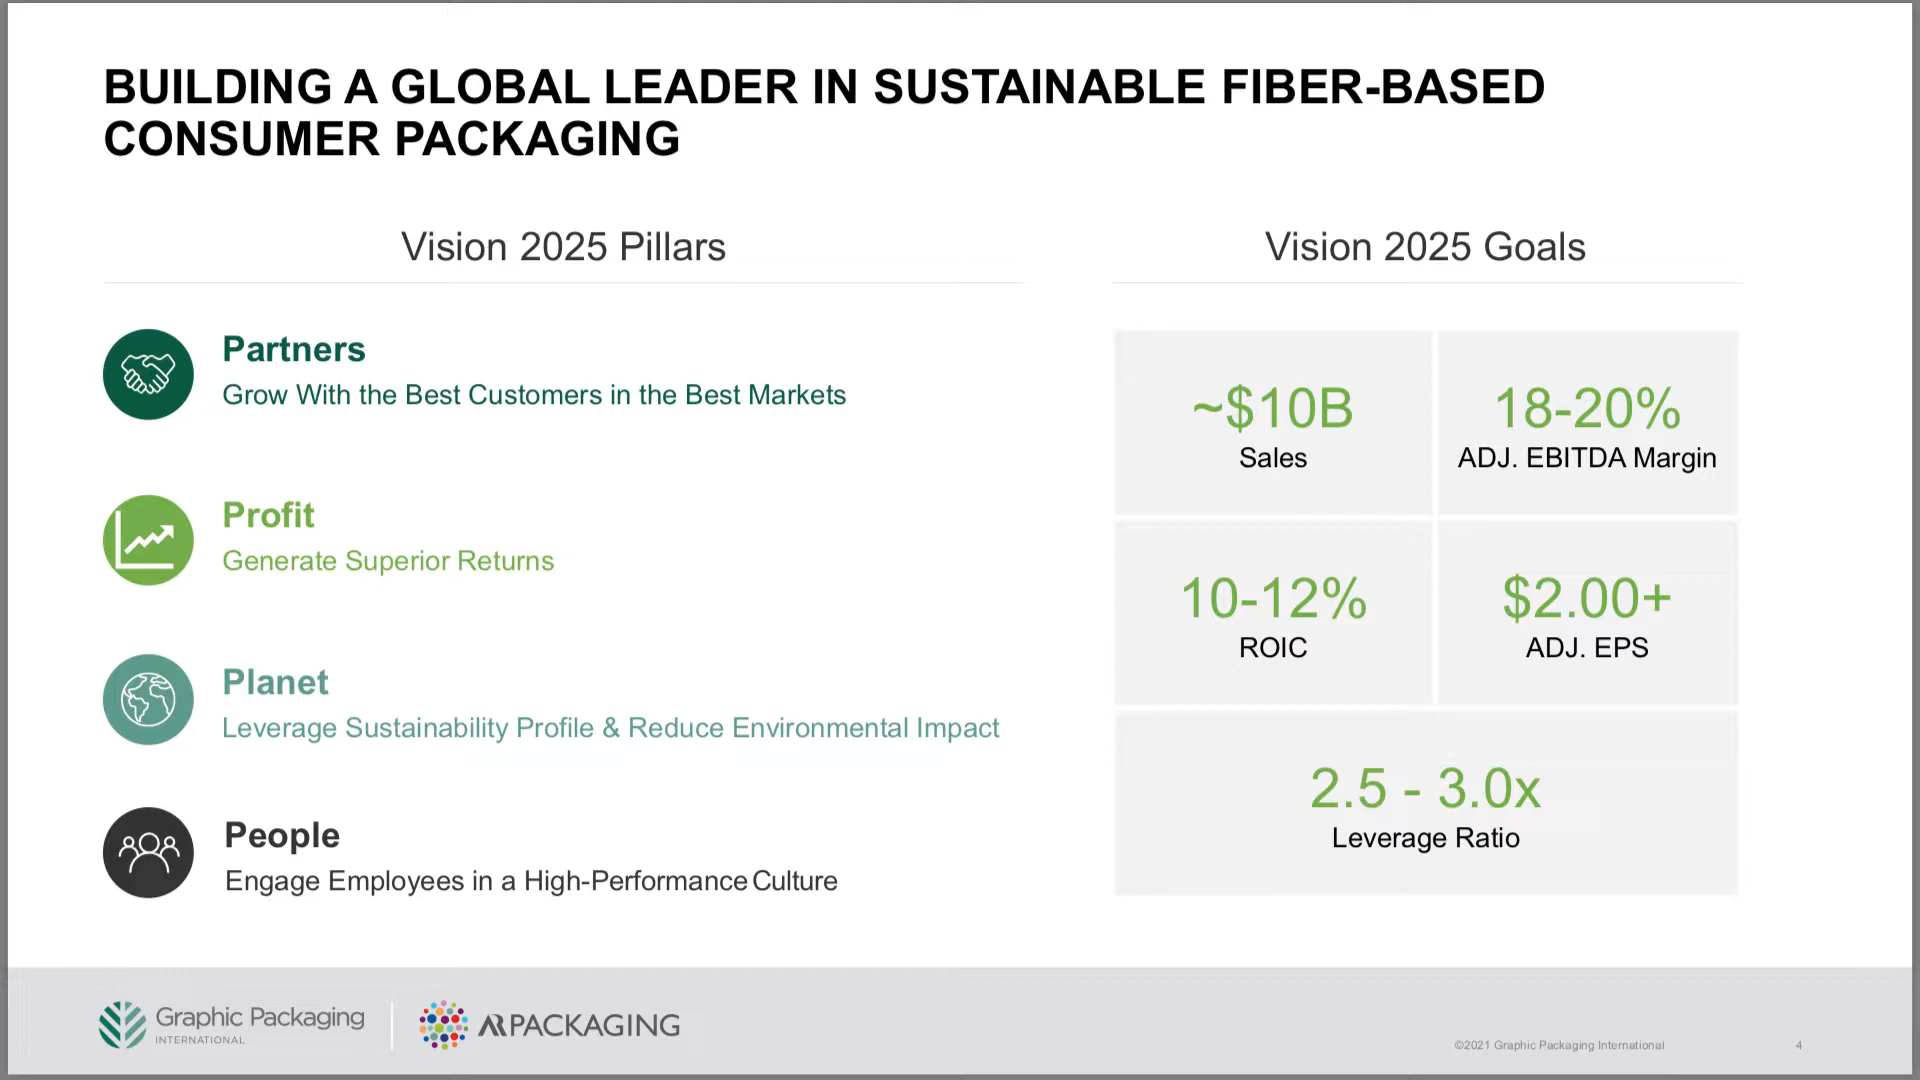 BUILDING A GLOBAL LEADER IN SUSTAINABLE FIBER-BASED
CONSUMER PACKAGING
Vision 2025 Pillars
Partners
Grow With the Best Customers in the Best Markets
Profit
Generate Superior Returns
Planet
Leverage Sustainability Profile & Reduce Environmental Impact
People
Engage Employees in a High-Performance Culture
Vision 2025 Goals
~$10B
Sales
18-20%
ADJ. EBITDA Margin
10-12%
ROIC
$2.00+
ADJ. EPS
2.5 - 3.0x
Leverage Ratio
Graphic Packaging
INTERNATIONAL
ARPACKAGING
©2021 Graphic Packaging International
4